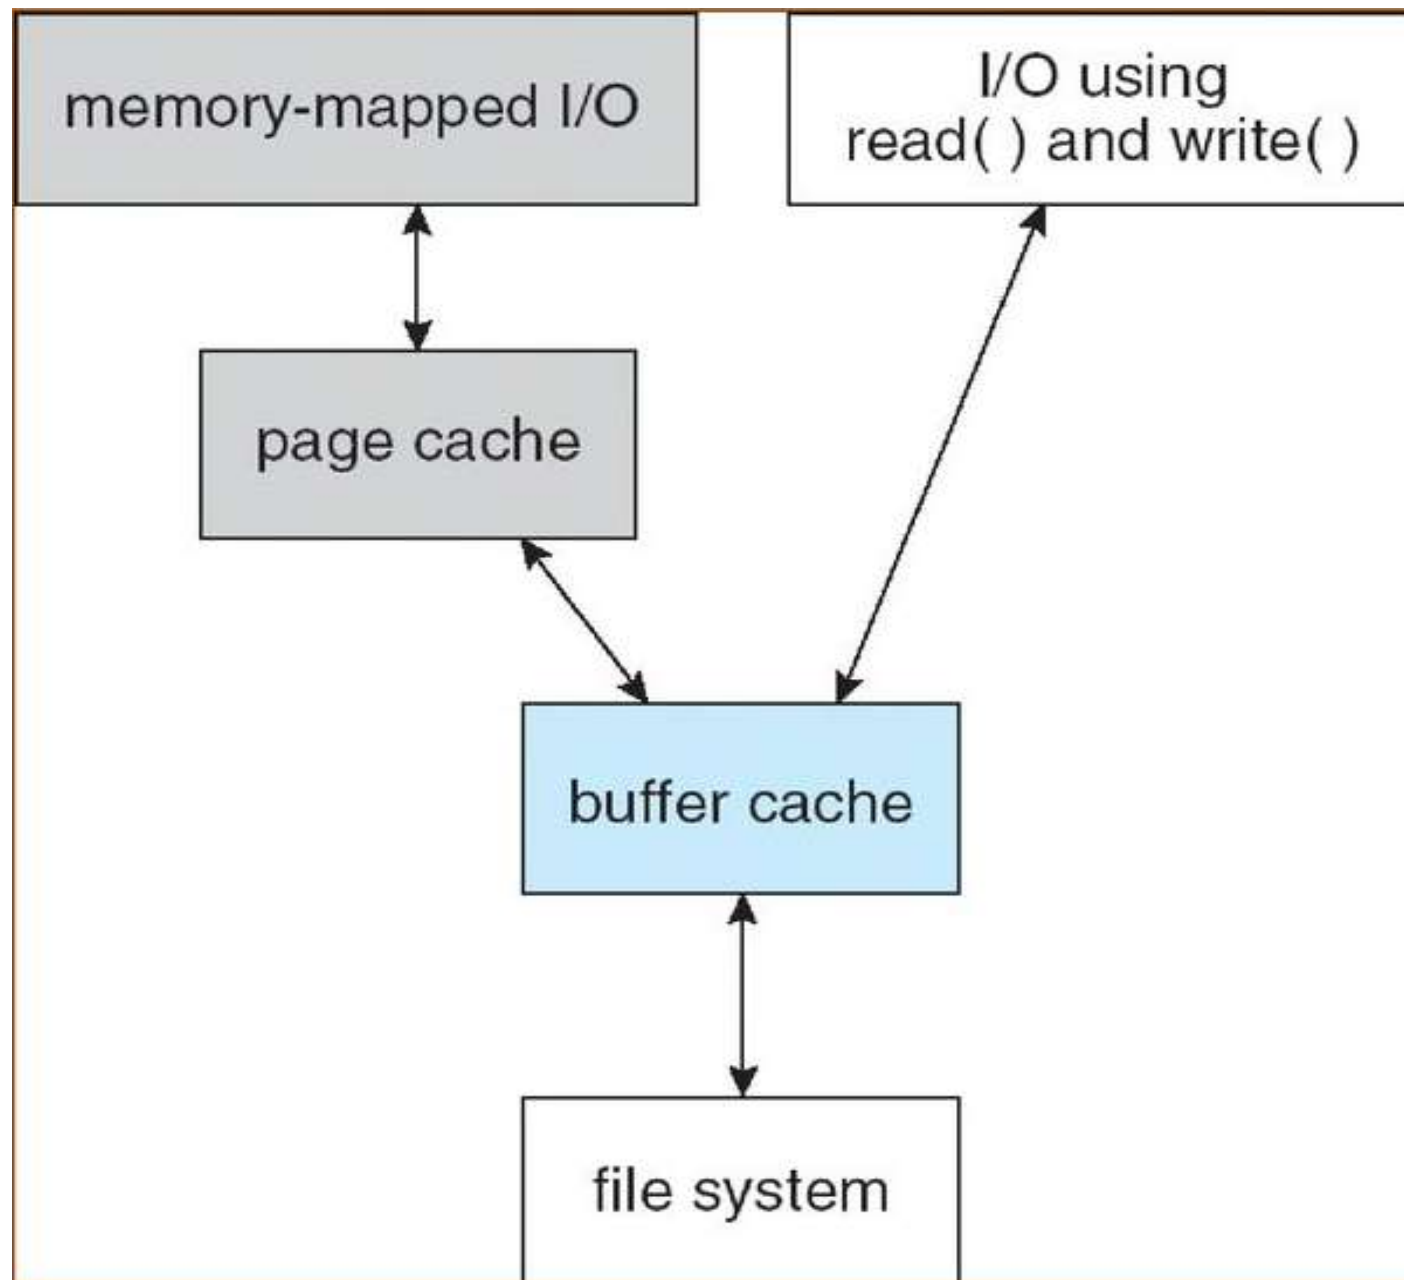 memory-mapped I/O
I/O using
read( ) and write( )
page cache
buffer cache
file system